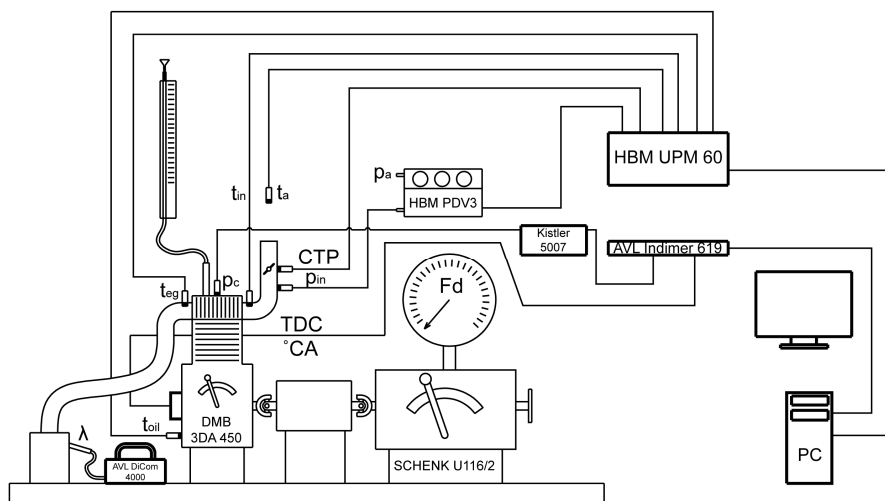 HBM UPM 60
pa
HBM PDV3
tin
ta
Kistler
5007
AVL Indimer 619
CTP
pc
pin
teg
Fd
TDC
°CA
DMB
3DA 450
toil
λ
AVL DiCom
4000
SCHENK U116/2
PC